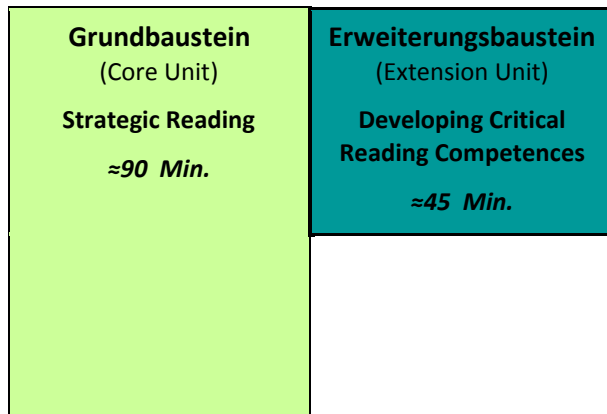 Grundbaustein
(Core Unit)
Strategic Reading
≈90 Min.
Erweiterungsbaustein
(Extension Unit)
Developing Critical
Reading Competences
≈45 Min.